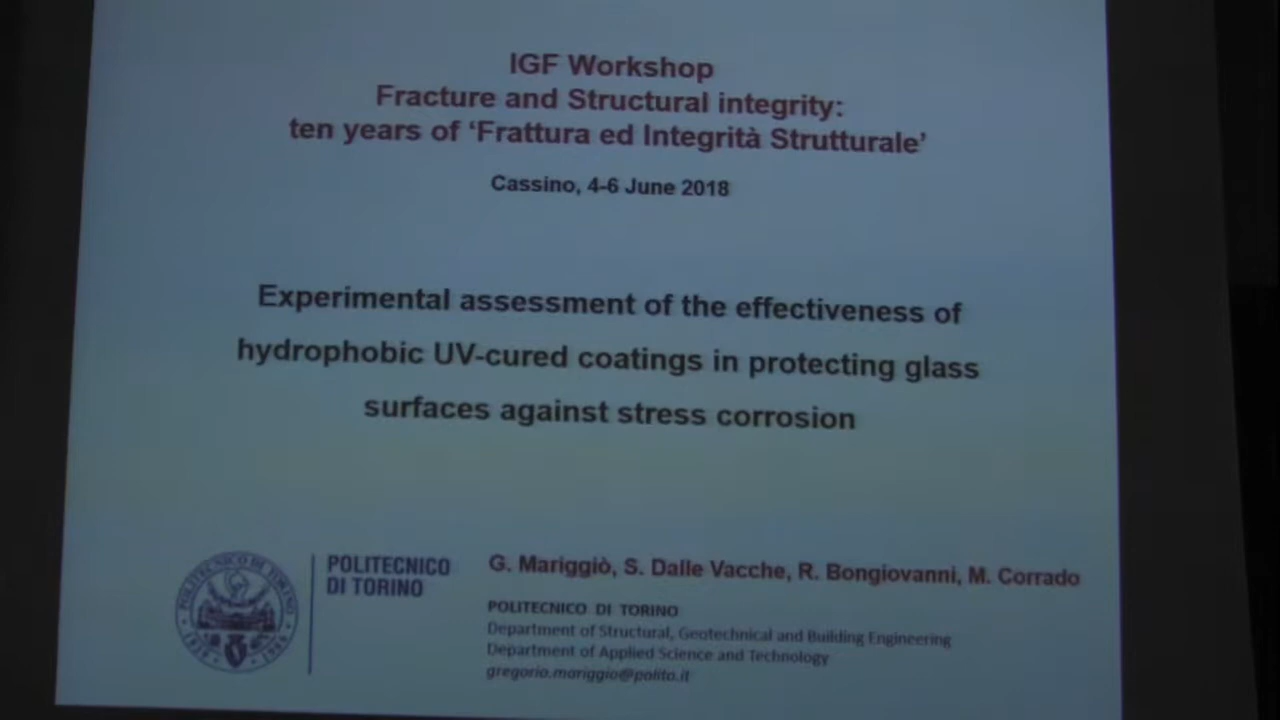 IGF Workshop
Fracture and Structural integrity:
ten years of ‘Frattura ed Integrità Strutturale’
Cassino, 4-6 June 2018
Experimental assessment of the effectiveness of
hydrophobic UV-cured coatings in protecting glass
surfaces against stress corrosion
POLITECNICO
DI TORINO
G. Mariggiò, S. Dalle Vacche, R. Bongiovanni, M. Corrado
POLITECNICO DI TORINO
Department of Structural, Geotechnical and Building Engineering
Department of Applied Science and Technology
gregorio.mariggio@polito.it
POLITECNICO DI TORINO